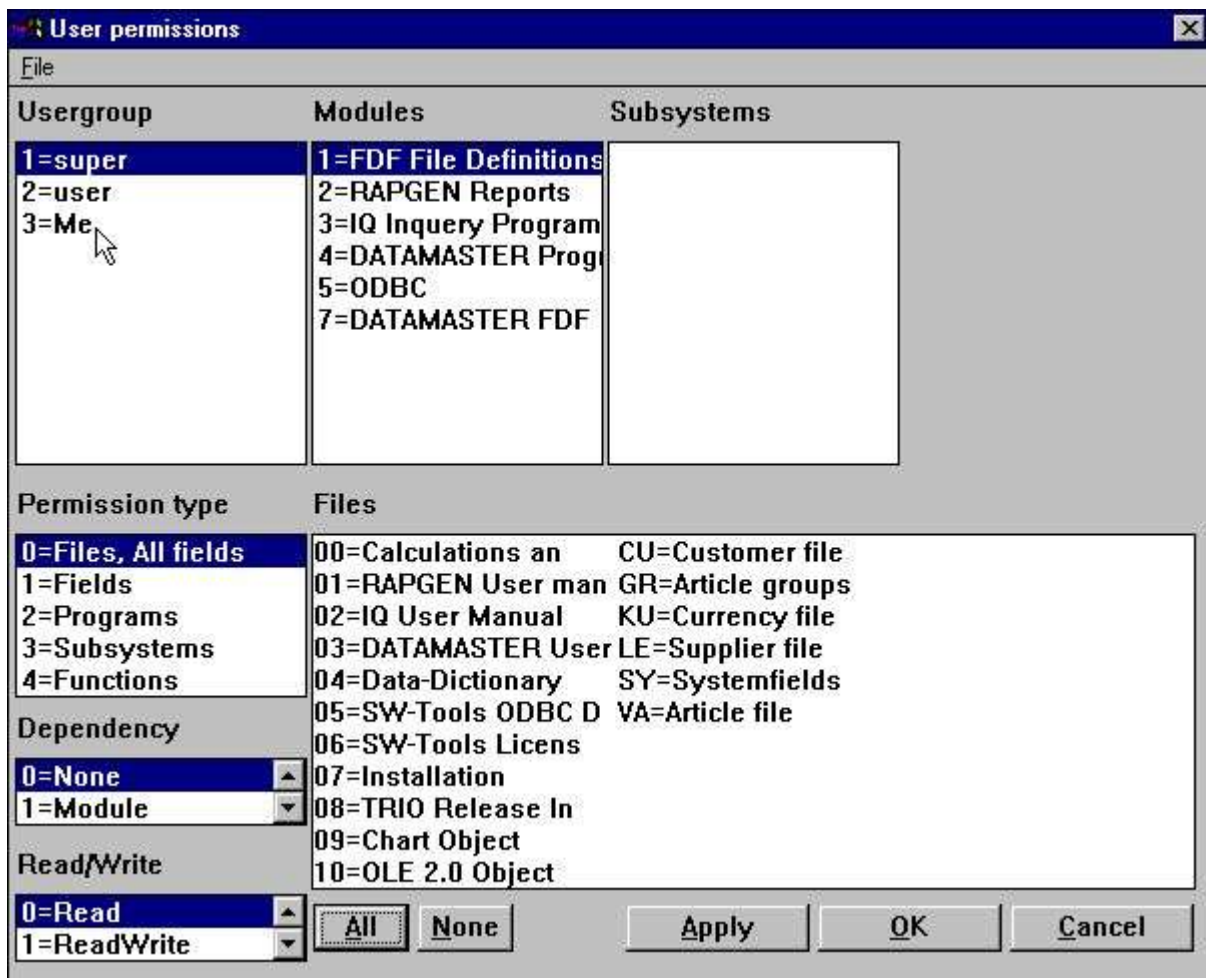 User permissions
File
Usergroup
1=super
2=user
3=Me
Modules
1=FDF File Definitions
2=RAPGEN Reports
3=IQ Inquery Program
4=DATAMASTER Progr
5=ODBC
7=DATAMASTER FDF
Subsystems
Permission type
0=Files, All fields
1=Fields
2=Programs
3=Subsystems
4=Functions
Dependency
0=None
1=Module
Read/Write
0=Read
1=ReadWrite
Files
00=Calculations an
01=RAPGEN User man
02=IQ User Manual
03=DATAMASTER User
04=Data-Dictionary
05=SW-Tools ODBC D
06=SW-Tools Licens
07=Installation
08=TRIO Release In
09=Chart Object
10=OLE 2.0 Object
CU=Customer file
GR=Article groups
KU=Currency file
LE=Supplier file
SY=Systemfields
VA=Article file
All
None
Apply
OK
Cancel